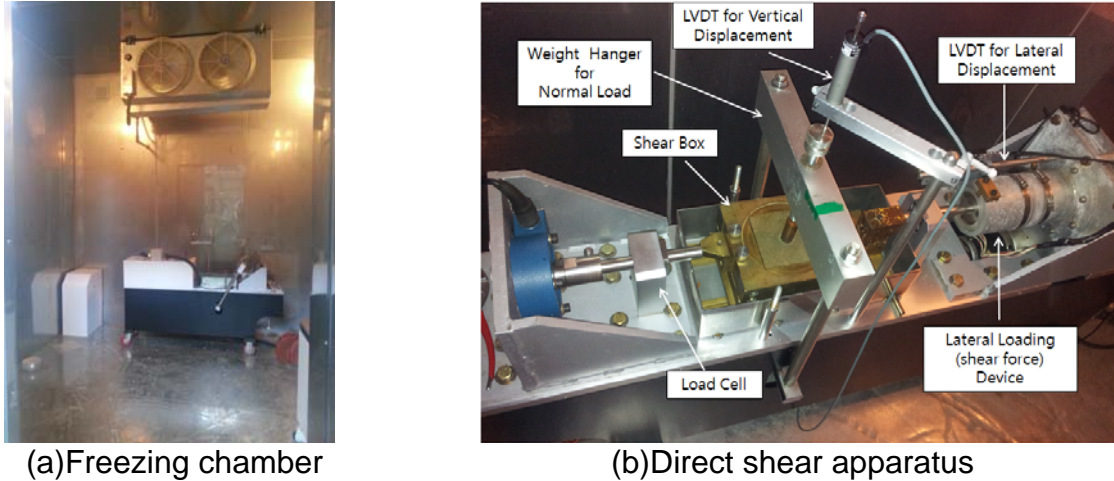 LVDT for Vertical
Displacement
Weight Hanger
for
Normal Load
LVDT for Lateral
Displacement
Shear Box
Load Cell
Lateral Loading
(shear force)
Device
(a)Freezing chamber
(b)Direct shear apparatus